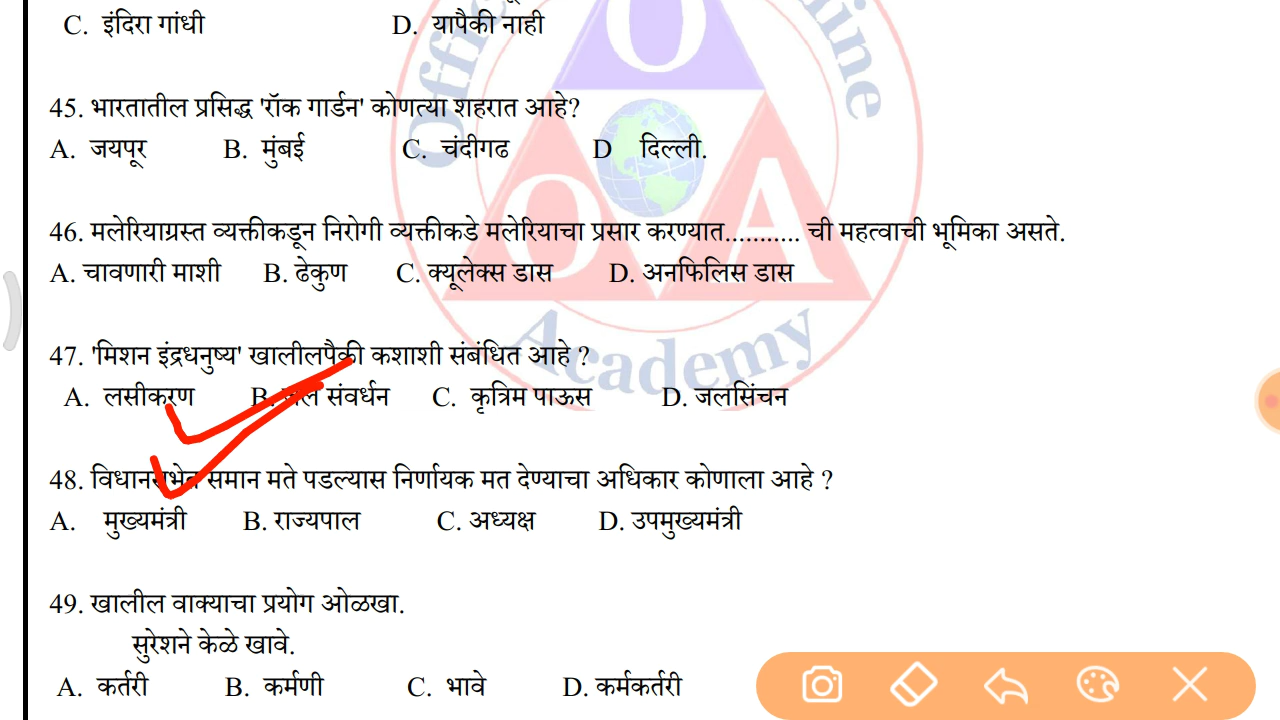 C. इंदिरा गांधी D. यापैकी नाही
45. भारतातील प्रसिद्ध 'रॉक गार्डन' कोणत्या शहरात आहे?
A. जयपूर B. मुंबई C. चंदीगढ D दिल्ली.
46. मलेरियाग्रस्त व्यक्तीकडून निरोगी व्यक्तीकडे मलेरियाचा प्रसार करण्यात........... ची महत्वाची भूमिका असते.
A. चावणारी माशी B. ढेकुण C. क्यूलेक्स डास D. अनफिलिस डास
47. 'मिशन इंद्रधनुष्य' खालीलपैकी कशाशी संबंधित आहे ?
A. लसीकरण B. जल संवर्धन C. कृत्रिम पाऊस D. जलसिंचन
48. विधानसभेत समान मते पडल्यास निर्णायक मत देण्याचा अधिकार कोणाला आहे ?
A. मुख्यमंत्री B. राज्यपाल C. अध्यक्ष D. उपमुख्यमंत्री
49. खालील वाक्याचा प्रयोग ओळखा.
सुरेशने केळे खावे.
A. कर्तरी B. कर्मणी C. भावे D. कर्मकर्तरी
O
O A
Academy